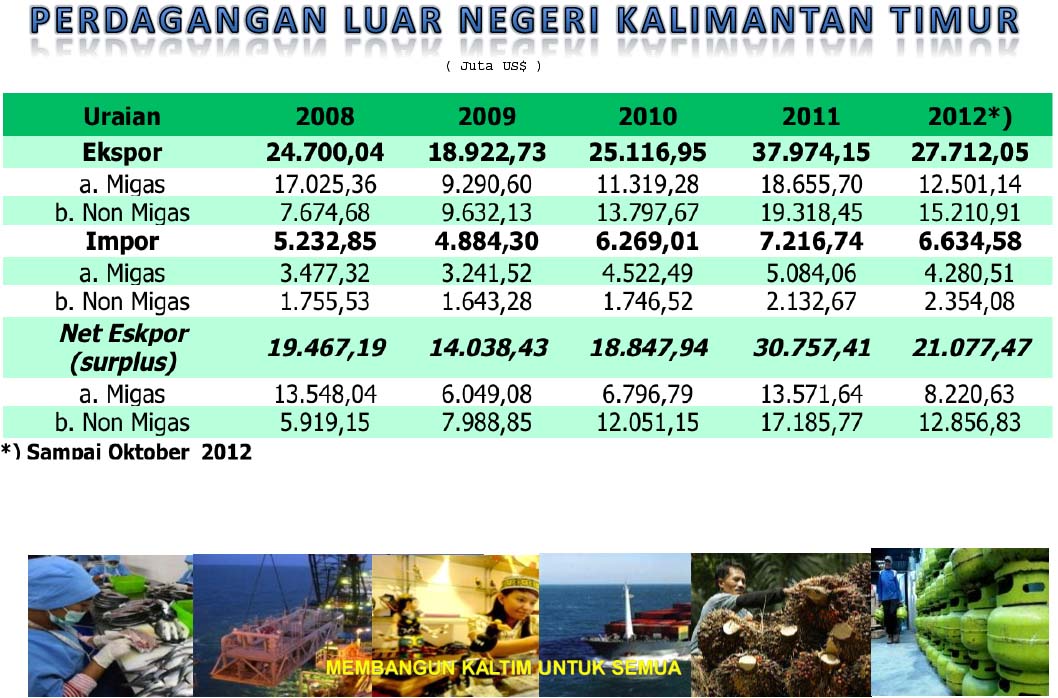 PERDAGANGAN LUAR NEGERI KALIMANTAN TIMUR
( Juta US$ )
Uraian 2008 2009 2010 2011 2012*)
Ekspor 24.700,04 18.922,73 25.116,95 37.974,15 27.712,05
a. Migas 17.025,36 9.290,60 11.319,28 18.655,70 12.501,14
b. Non Migas 7.674,68 9.632,13 13.797,67 19.318,45 15.210,91
Impor 5.232,85 4.884,30 6.269,01 7.216,74 6.634,58
a. Migas 3.477,32 3.241,52 4.522,49 5.084,06 4.280,51
b. Non Migas 1.755,53 1.643,28 1.746,52 2.132,67 2.354,08
Net Eskpor
(surplus) 19.467,19 14.038,43 18.847,94 30.757,41 21.077,47
a. Migas 13.548,04 6.049,08 6.796,79 13.571,64 8.220,63
b. Non Migas 5.919,15 7.988,85 12.051,15 17.185,77 12.856,83
*) Sampai Oktober 2012
MEMBANGUN KALTIM UNTUK SEMUA